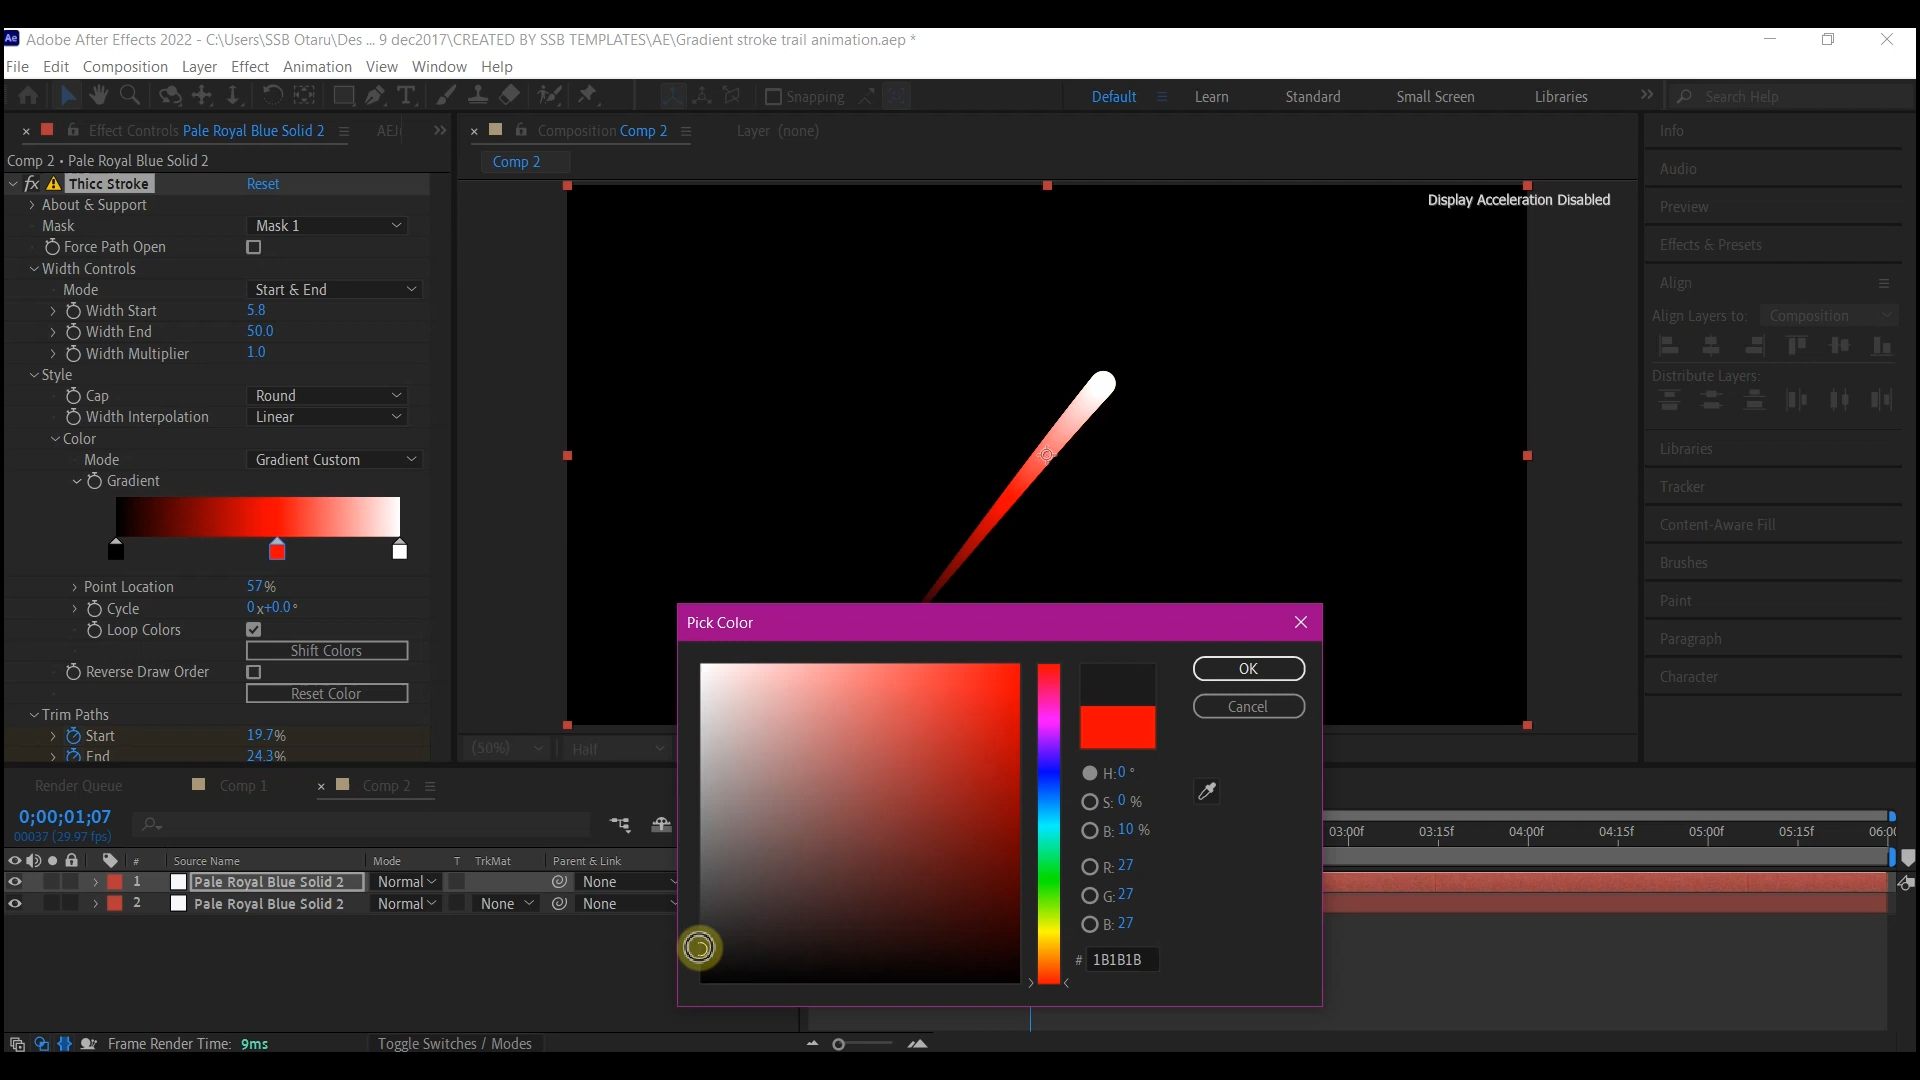 Ae Adobe After Effects 2022 - C:\Users\SSB Otaru\Des ... 9 dec2017\CREATED BY SSB TEMPLATES\AE\Gradient stroke trail animation.aep *
File Edit Composition Layer Effect Animation View Window Help
Snapping Default Learn Standard Small Screen Libraries Search Help
Effect Controls Pale Royal Blue Solid 2
Composition Comp 2 Layer (none)
Comp 2 • Pale Royal Blue Solid 2
Comp 2
fx Thicc Stroke Reset
About & Support
Mask Mask 1
Force Path Open
Width Controls
Mode Start & End
Width Start 5.8
Width End 50.0
Width Multiplier 1.0
Style
Cap Round
Width Interpolation Linear
Color
Mode Gradient Custom
Gradient
Point Location 57%
Cycle 0x+0.0°
Loop Colors
Shift Colors
Reverse Draw Order
Reset Color
Trim Paths
Start 19.7%
End 24.3%
Display Acceleration Disabled
(50%) Half
Info
Audio
Preview
Effects & Presets
Align
Align Layers to: Composition
Distribute Layers:
Libraries
Tracker
Content-Aware Fill
Brushes
Paint
Paragraph
Character
Pick Color
OK
Cancel
H: 0 °
S: 0 %
B: 10 %
R: 27
G: 27
B: 27
# 1B1B1B
Render Queue Comp 1 Comp 2
0;00;01;07
00037 (29.97 fps)
03:00f 03:15f 04:00f 04:15f 05:00f 05:15f 06:00
# Source Name Mode T TrkMat Parent & Link
1 Pale Royal Blue Solid 2 Normal None
2 Pale Royal Blue Solid 2 Normal None None
Frame Render Time: 9ms Toggle Switches / Modes